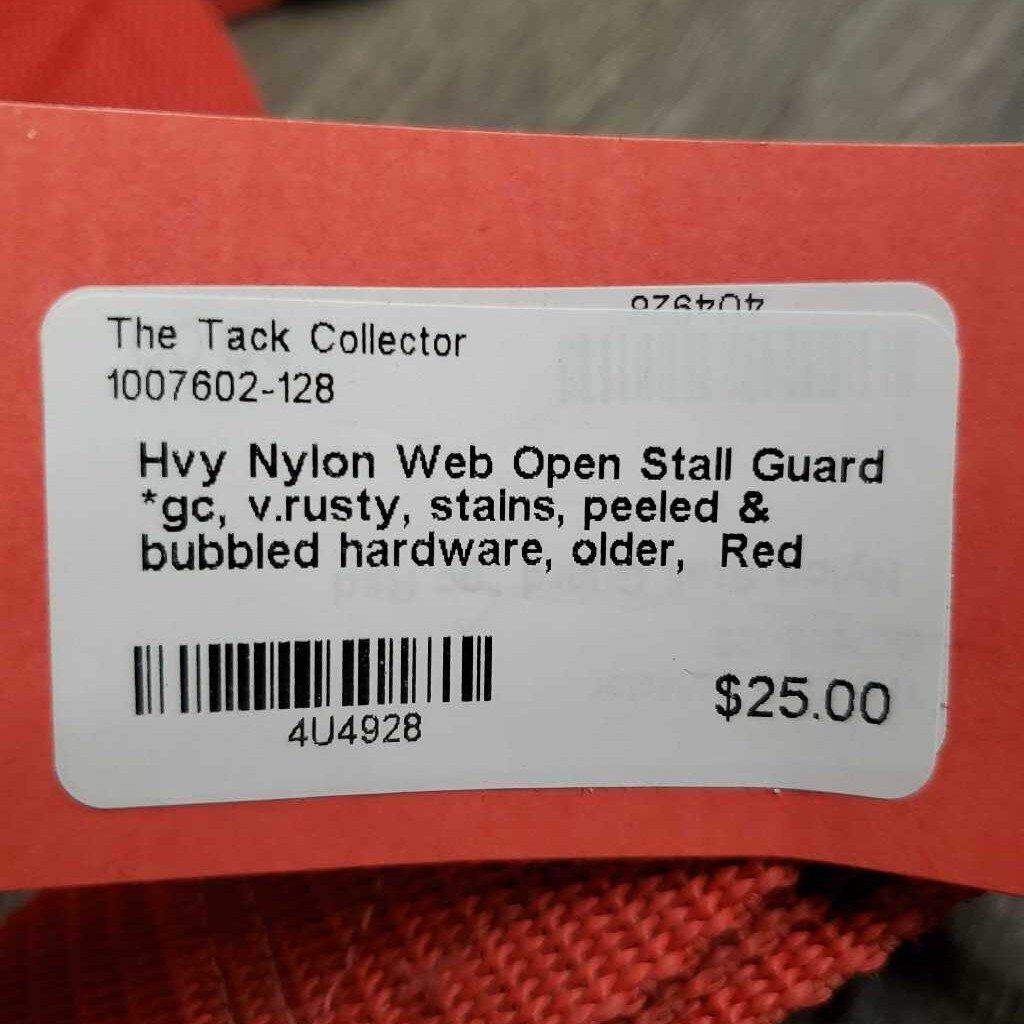 The Tack Collector
1007602-128
Hvy Nylon Web Open Stall Guard
*gc, v.rusty, stains, peeled &
bubbled hardware, older, Red
4U4928
$25.00